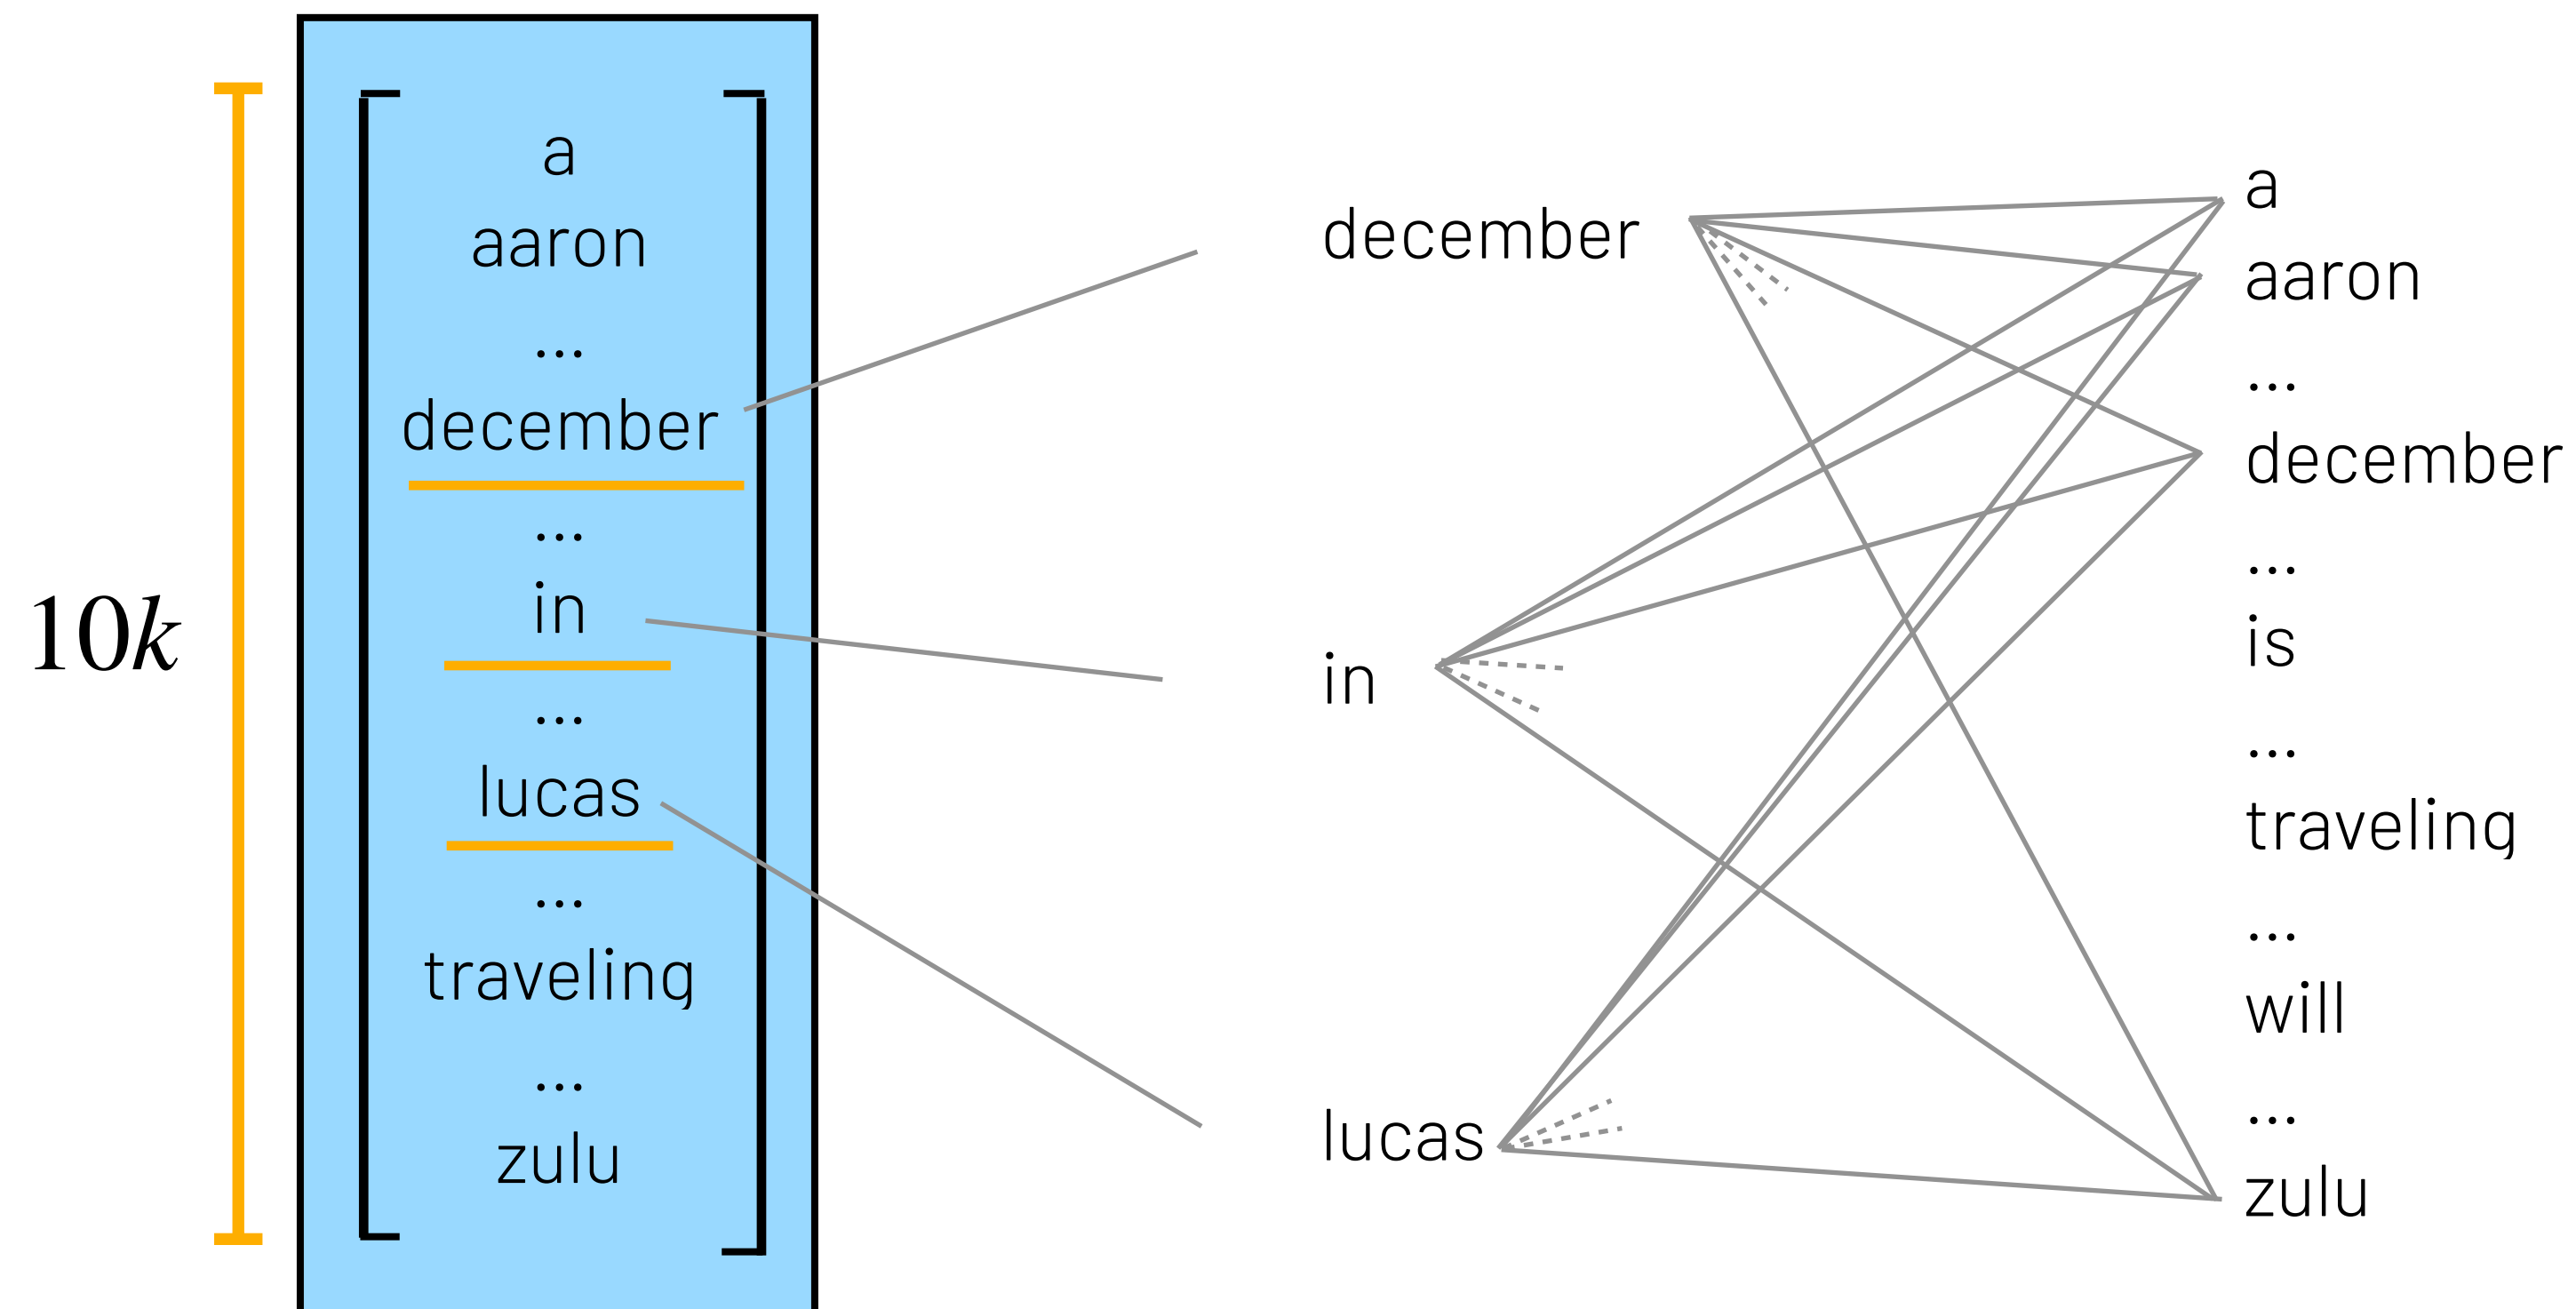 10k
a
aaron
...
december
...
in
...
lucas
...
traveling
...
zulu
december
in
lucas
a
aaron
...
december
...
is
...
traveling
...
will
...
zulu